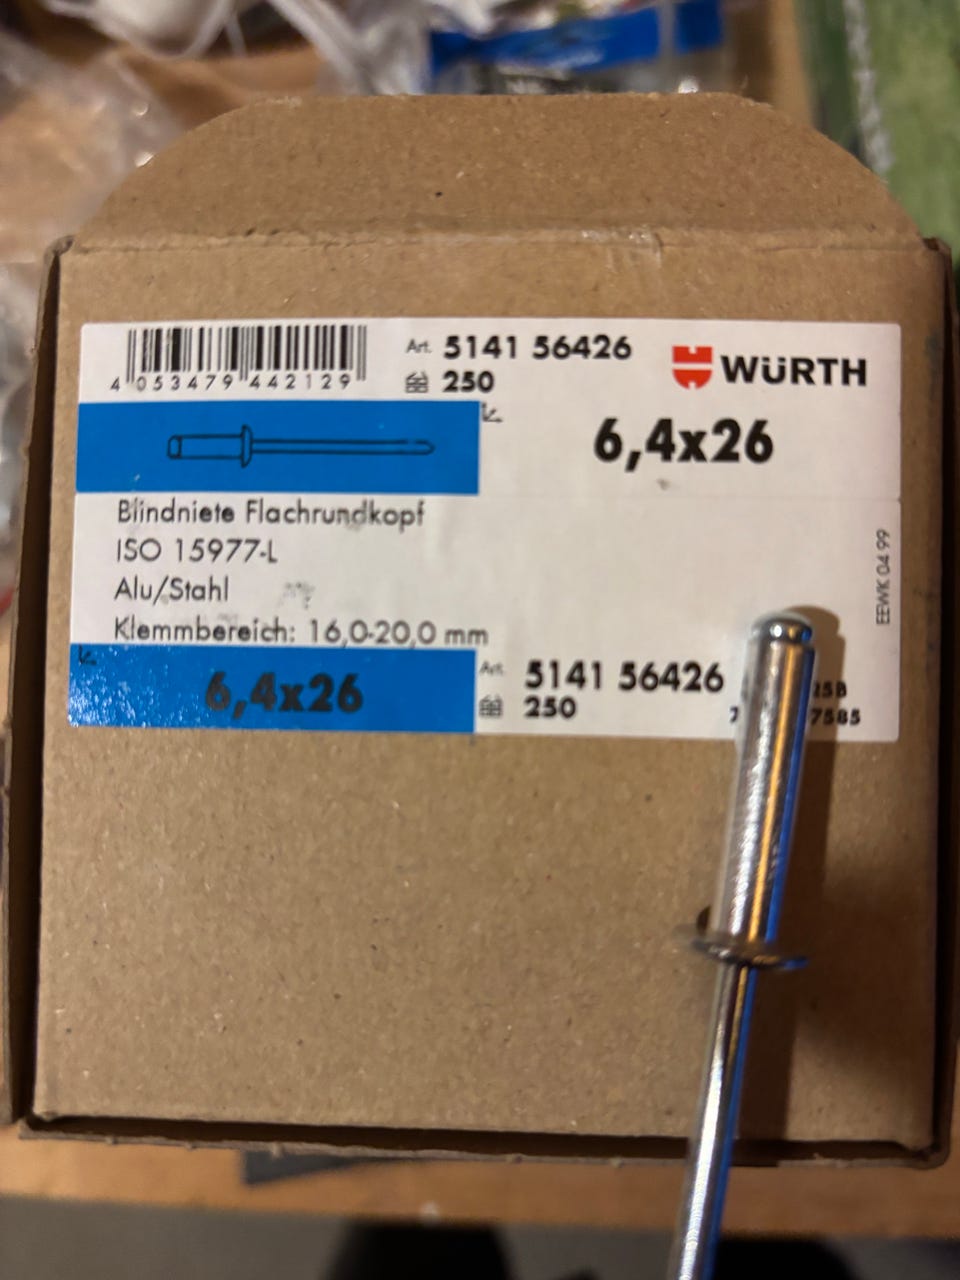 4 053479 442129
Art. 5141 56426
250
WÜRTH
6,4x26
Blindniete Flachrundkopf
ISO 15977-L
Alu/Stahl
Klemmbereich: 16,0-20,0 mm
EEWK 04 99
6,4x26
Art. 5141 56426
250